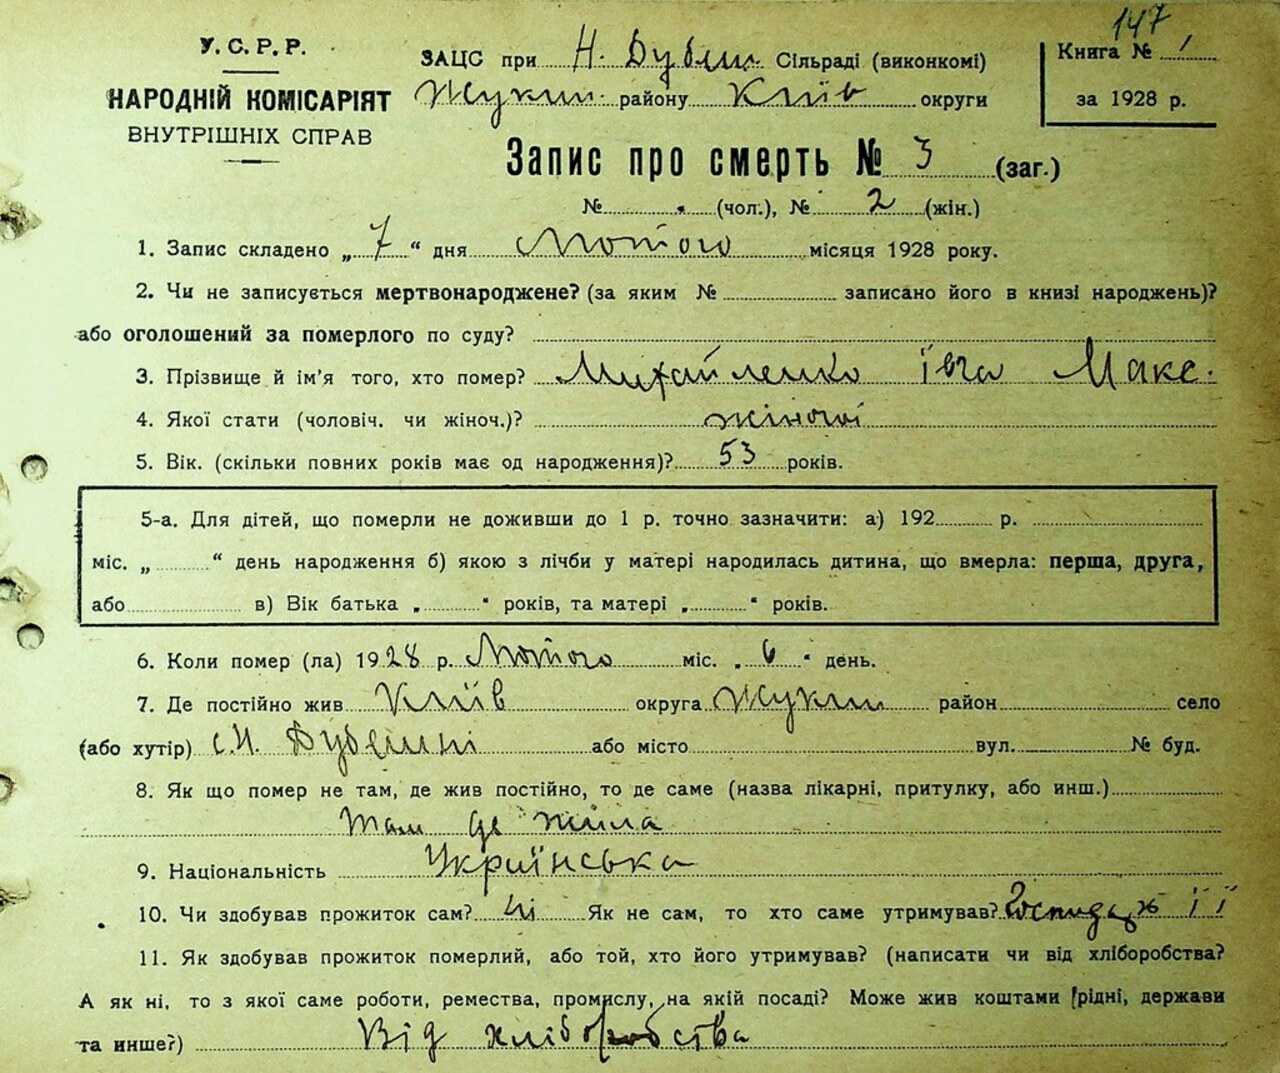 147
У.С.Р.Р.
НАРОДНІЙ КОМІСАРІЯТ
ВНУТРІШНІХ СПРАВ
ЗАЦС при Н. Дубеш. Сільраді (виконкомі)
Жукин. району Київ округи
Книга № 1
за 1928 р.
Запис про смерть № 3 (заг.)
№ . (чол.), № 2 (жін.)
1. Запис складено „7“ дня Лютого місяця 1928 року.
2. Чи не записується мертвонароджене? (за яким № записано його в книзі народжень)?
або оголошений за померлого по суду?
3. Прізвище й ім’я того, хто помер? Михайленко Ївга Макс.
4. Якої стати (чоловіч. чи жіноч.)? жіночої
5. Вік. (скільки повних років має од народження)? 53 років.
5-а. Для дітей, що померли не доживши до 1 р. точно зазначити: а) 192 р.
міс. „ “ день народження б) якою з лічби у матері народилась дитина, що вмерла: перша, друга,
або в) Вік батька „ “ років, та матері „ “ років.
6. Коли помер (ла) 1928 р. Лютого міс. „6“ день.
7. Де постійно жив Київ округа Жукин район село
(або хутір) с.Н. Дубешні або місто вул. № буд.
8. Як що помер не там, де жив постійно, то де саме (назва лікарні, притулку, або инш.)
Там де жила
9. Національність Українська
10. Чи здобував прожиток сам? Ні Як не сам, то хто саме утримував? її
11. Як здобував прожиток померлий, або той, хто його утримував? (написати чи від хліборобства?
А як ні, то з якої саме роботи, ремества, промислу, на якій посаді? Може жив коштами рідні, держави
та инше?) Від хліборобства